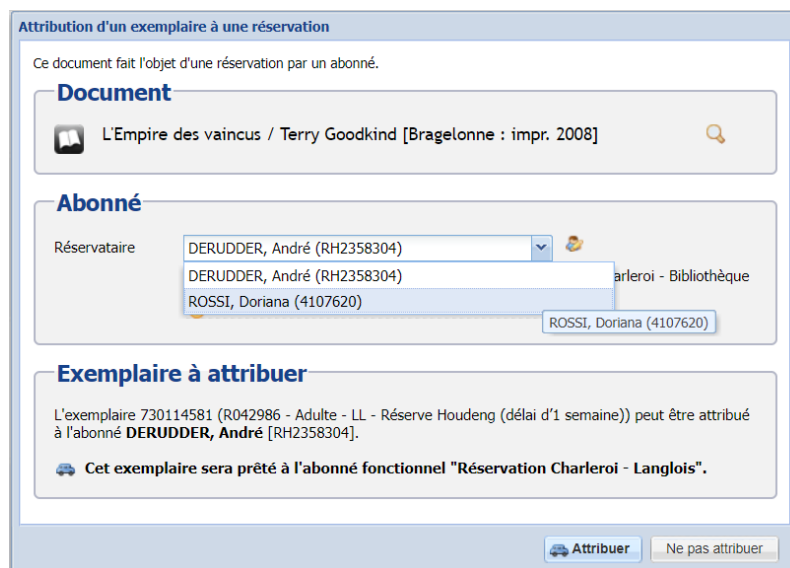 Attribution d'un exemplaire à une réservation
Ce document fait l'objet d'une réservation par un abonné.
Document
L'Empire des vaincus / Terry Goodkind [Bragelonne : impr. 2008]
Abonné
Réservataire DERUDDER, André (RH2358304)
DERUDDER, André (RH2358304)
arleroi - Bibliothèque
ROSSI, Doriana (4107620)
ROSSI, Doriana (4107620)
Exemplaire à attribuer
L'exemplaire 730114581 (R042986 - Adulte - LL - Réserve Houdeng (délai d'1 semaine)) peut être attribué
à l'abonné DERUDDER, André [RH2358304].
Cet exemplaire sera prêté à l'abonné fonctionnel "Réservation Charleroi - Langlois".
Attribuer Ne pas attribuer